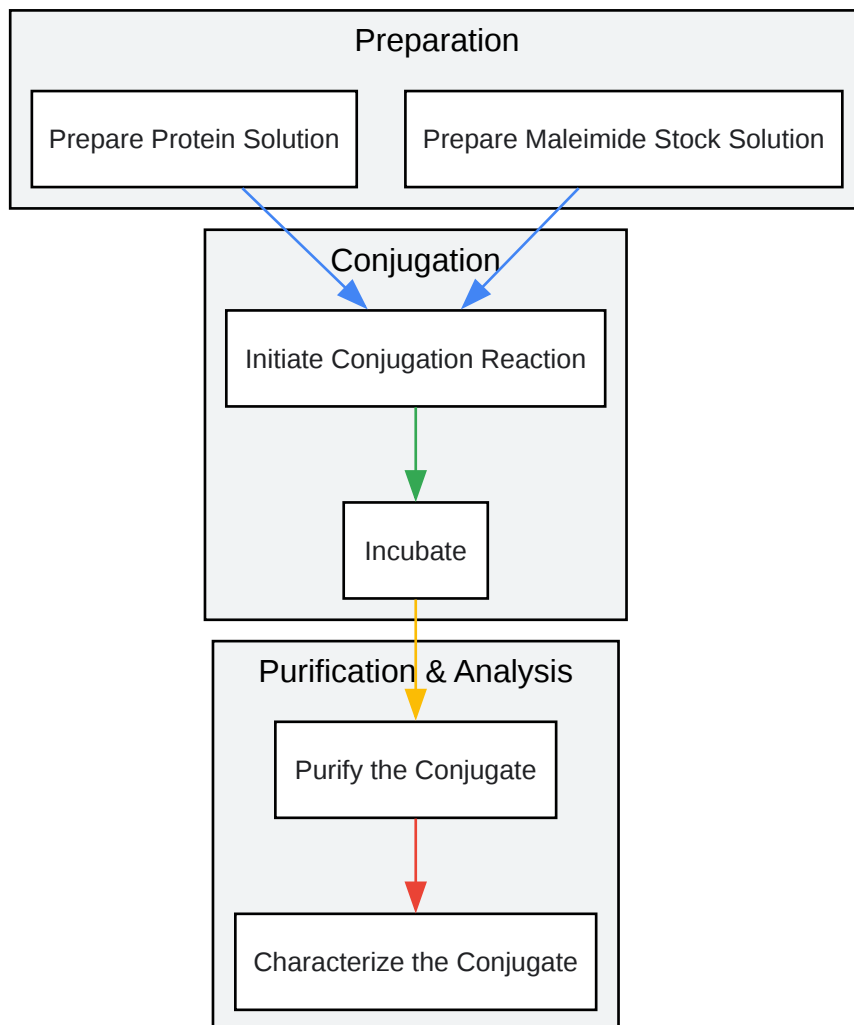 Preparation
Prepare Protein Solution
Prepare Maleimide Stock Solution
Conjugation
Initiate Conjugation Reaction
Incubate
Purification & Analysis
Purify the Conjugate
Characterize the Conjugate